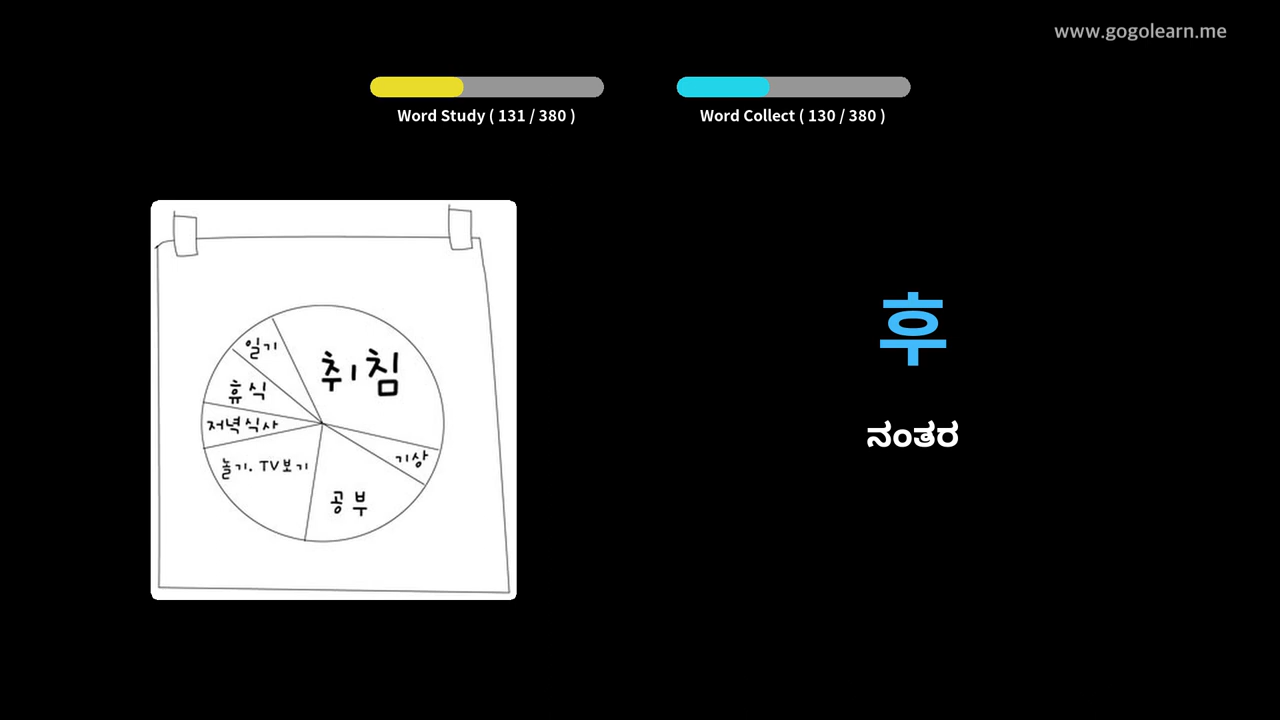 www.gogolearn.me
Word Study ( 131 / 380 )
Word Collect ( 130 / 380 )
일기
취침
휴식
저녁식사
놀기. TV보기
기상
공부
후
ನಂತರ